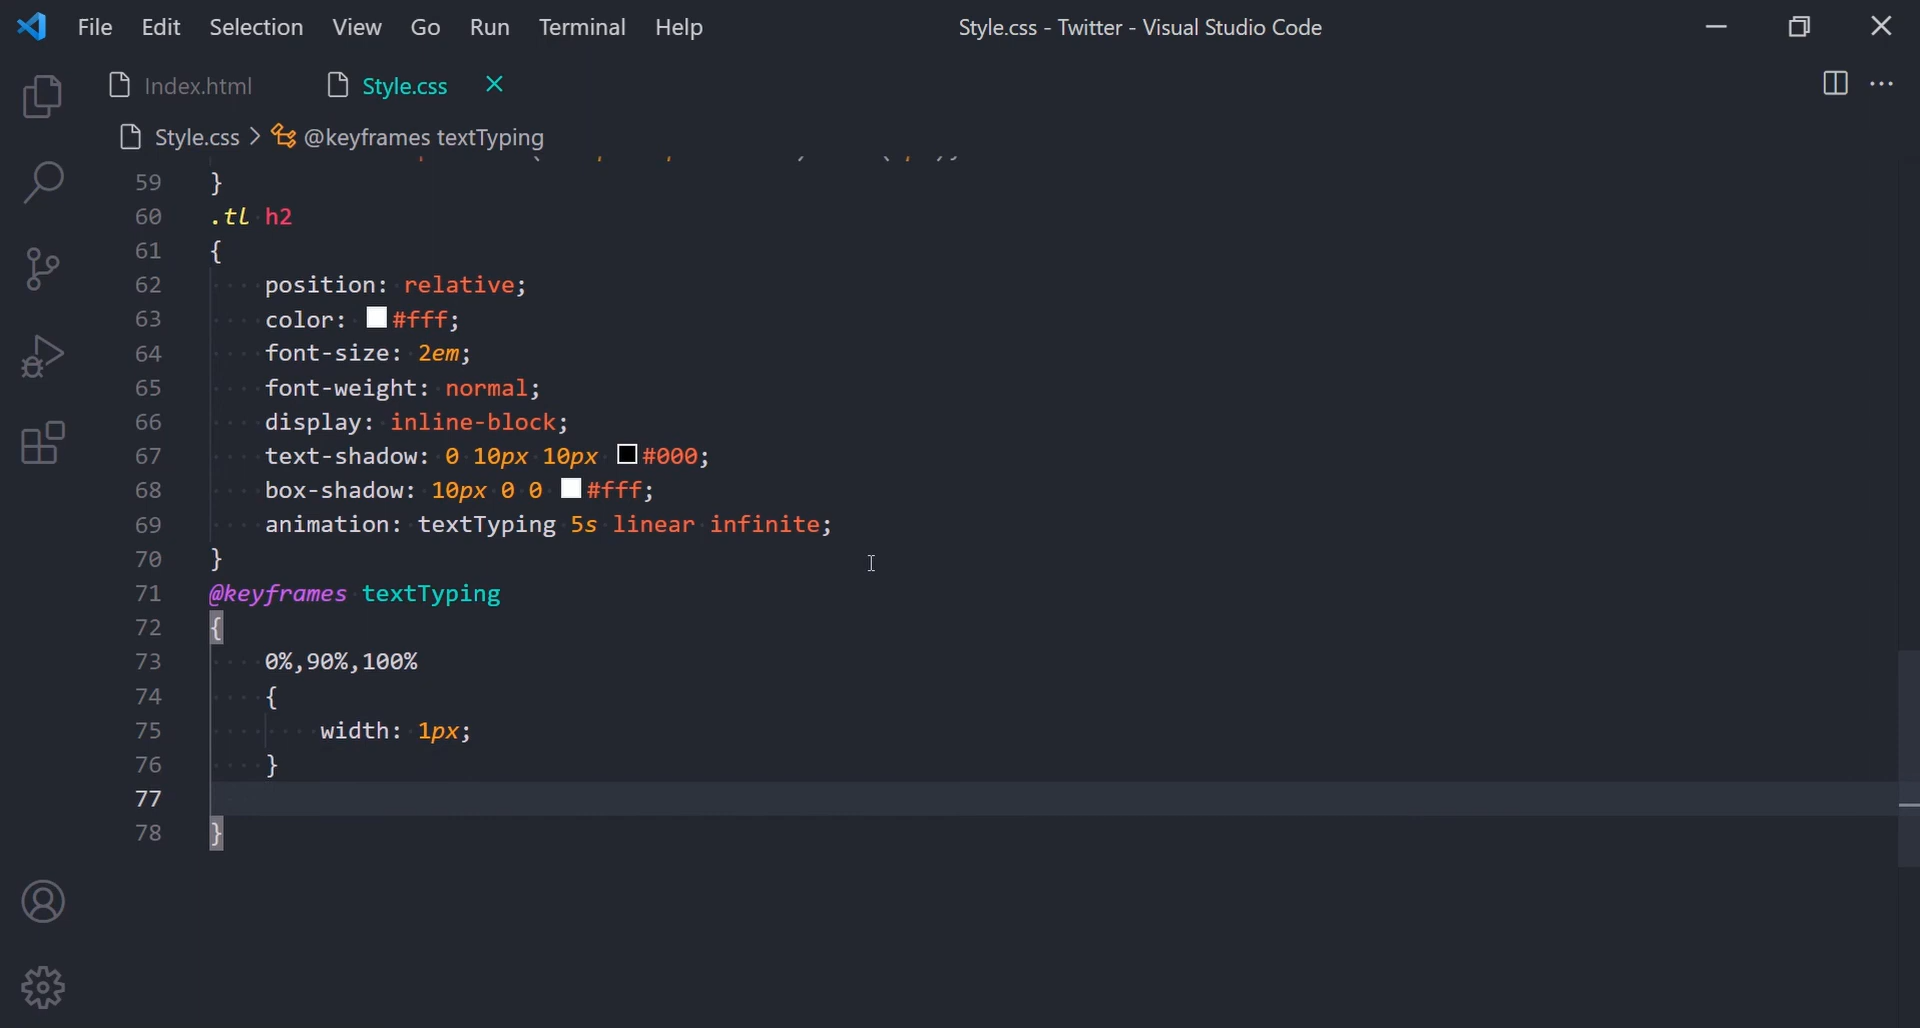 File Edit Selection View Go Run Terminal Help Style.css - Twitter - Visual Studio Code
Index.html Style.css
Style.css > @keyframes textTyping
59 }
60 .tl h2
61 {
62 position: relative;
63 color: #fff;
64 font-size: 2em;
65 font-weight: normal;
66 display: inline-block;
67 text-shadow: 0 10px 10px #000;
68 box-shadow: 10px 0 0 #fff;
69 animation: textTyping 5s linear infinite;
70 }
71 @keyframes textTyping
72 {
73 0%,90%,100%
74 {
75 width: 1px;
76 }
77
78 }